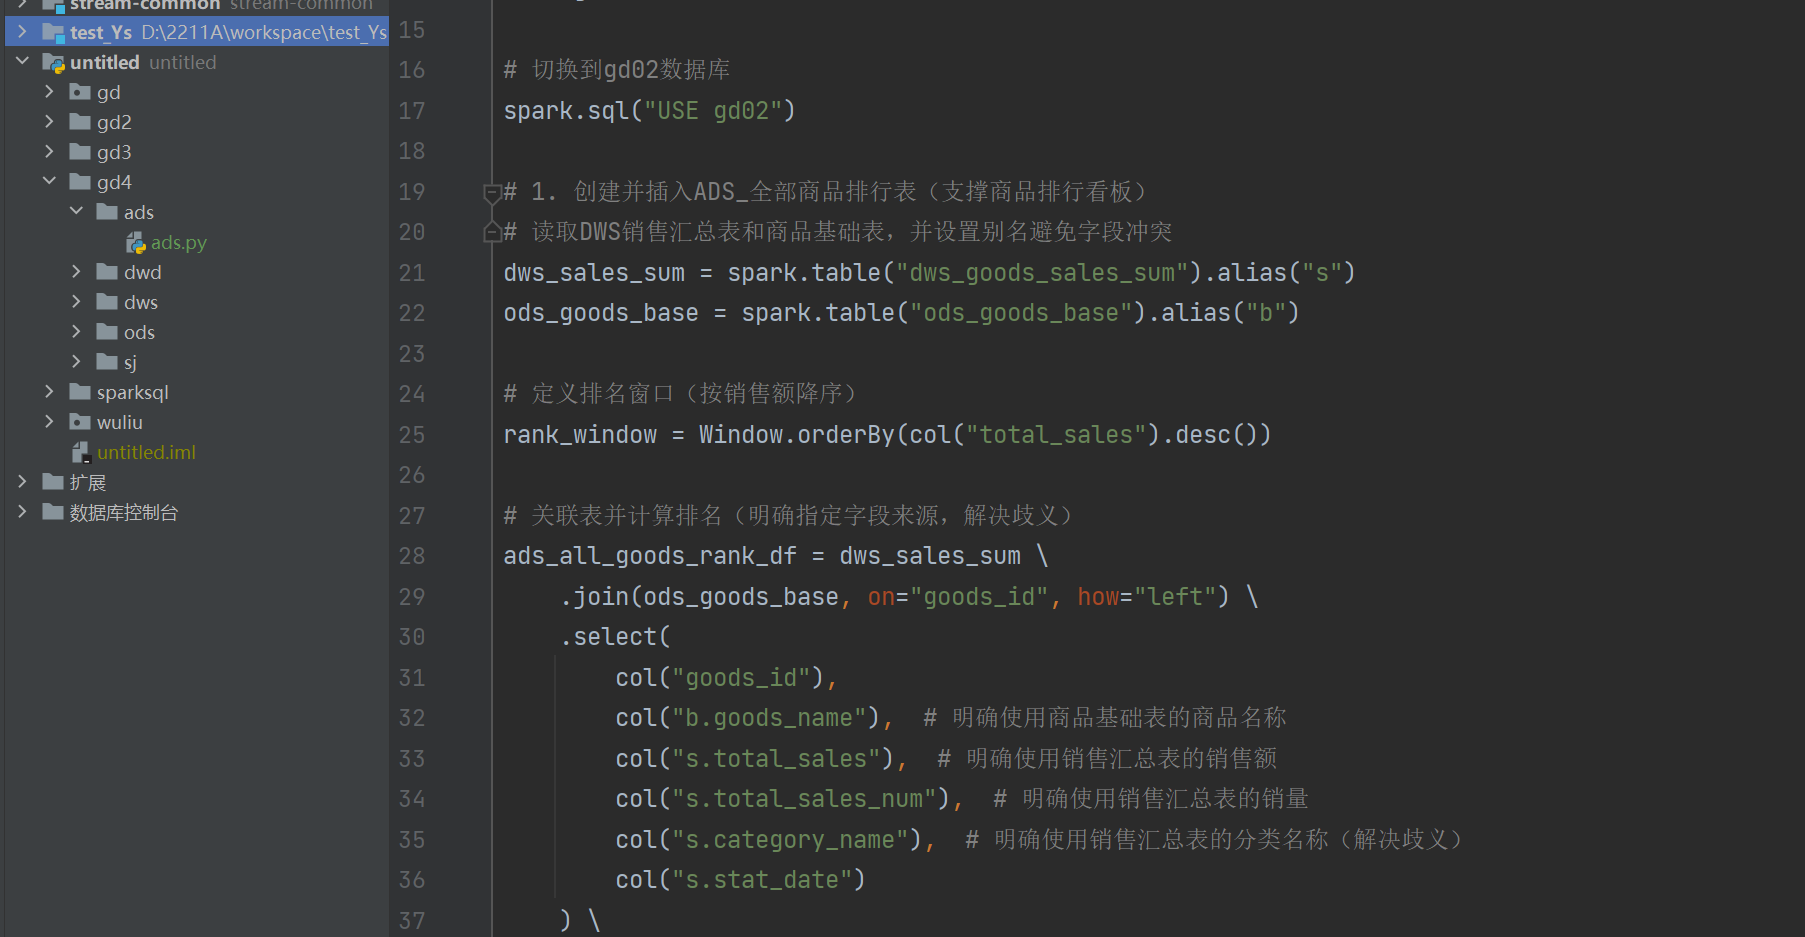 stream-common stream-common
test_Ys D:\2211A\workspace\test_Ys
untitled untitled
gd
gd2
gd3
gd4
ads
ads.py
dwd
dws
ods
sj
sparksql
wuliu
untitled.iml
扩展
数据库控制台
15
16 # 切换到gd02数据库
17 spark.sql("USE gd02")
18
19 # 1. 创建并插入ADS_全部商品排行表（支撑商品排行看板）
20 # 读取DWS销售汇总表和商品基础表，并设置别名避免字段冲突
21 dws_sales_sum = spark.table("dws_goods_sales_sum").alias("s")
22 ods_goods_base = spark.table("ods_goods_base").alias("b")
23
24 # 定义排名窗口（按销售额降序）
25 rank_window = Window.orderBy(col("total_sales").desc())
26
27 # 关联表并计算排名（明确指定字段来源，解决歧义）
28 ads_all_goods_rank_df = dws_sales_sum \
29 .join(ods_goods_base, on="goods_id", how="left") \
30 .select(
31 col("goods_id"),
32 col("b.goods_name"), # 明确使用商品基础表的商品名称
33 col("s.total_sales"), # 明确使用销售汇总表的销售额
34 col("s.total_sales_num"), # 明确使用销售汇总表的销量
35 col("s.category_name"), # 明确使用销售汇总表的分类名称（解决歧义）
36 col("s.stat_date")
37 ) \